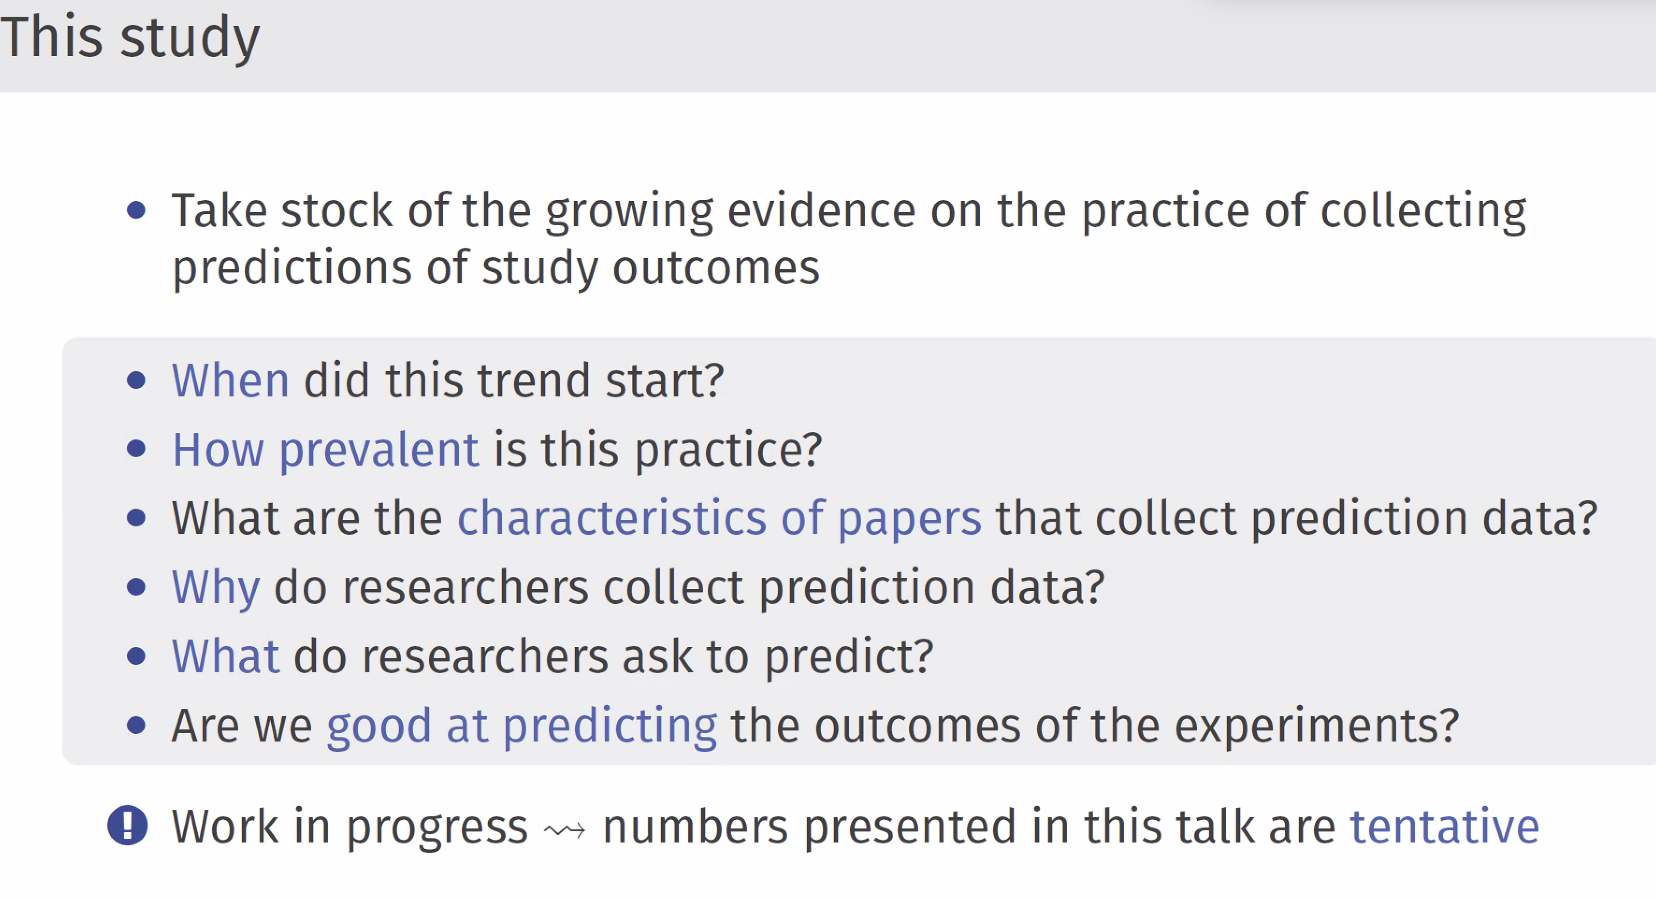 This study
• Take stock of the growing evidence on the practice of collecting
predictions of study outcomes
• When did this trend start?
• How prevalent is this practice?
• What are the characteristics of papers that collect prediction data?
• Why do researchers collect prediction data?
• What do researchers ask to predict?
• Are we good at predicting the outcomes of the experiments?
! Work in progress ⇝ numbers presented in this talk are tentative